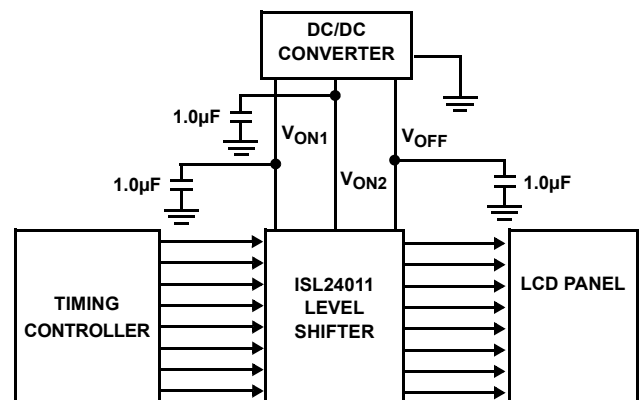 DC/DC
CONVERTER
1.0µF
VON1
VOFF
1.0µF
VON2
1.0µF
TIMING
CONTROLLER
ISL24011
LEVEL
SHIFTER
LCD PANEL